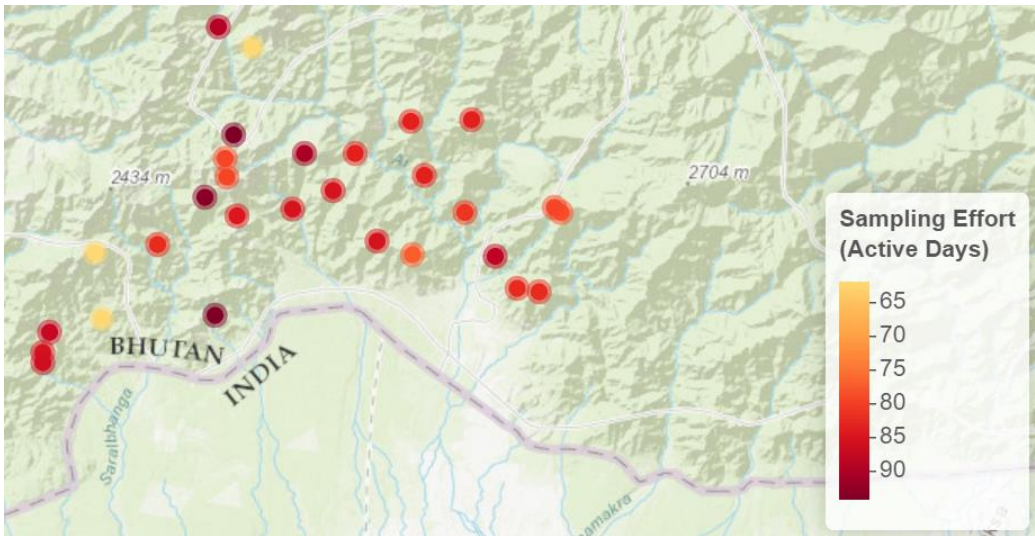 2434 m
2704 m
Sampling Effort
(Active Days)
65
70
75
80
85
90
BHUTAN
INDIA
Saralbhanga